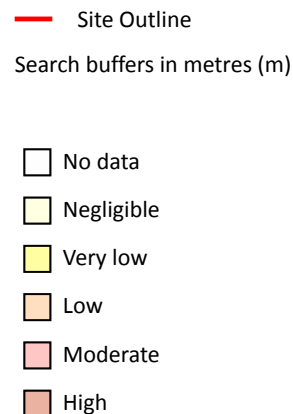 Site Outline
Search buffers in metres (m)
No data
Negligible
Very low
Low
Moderate
High